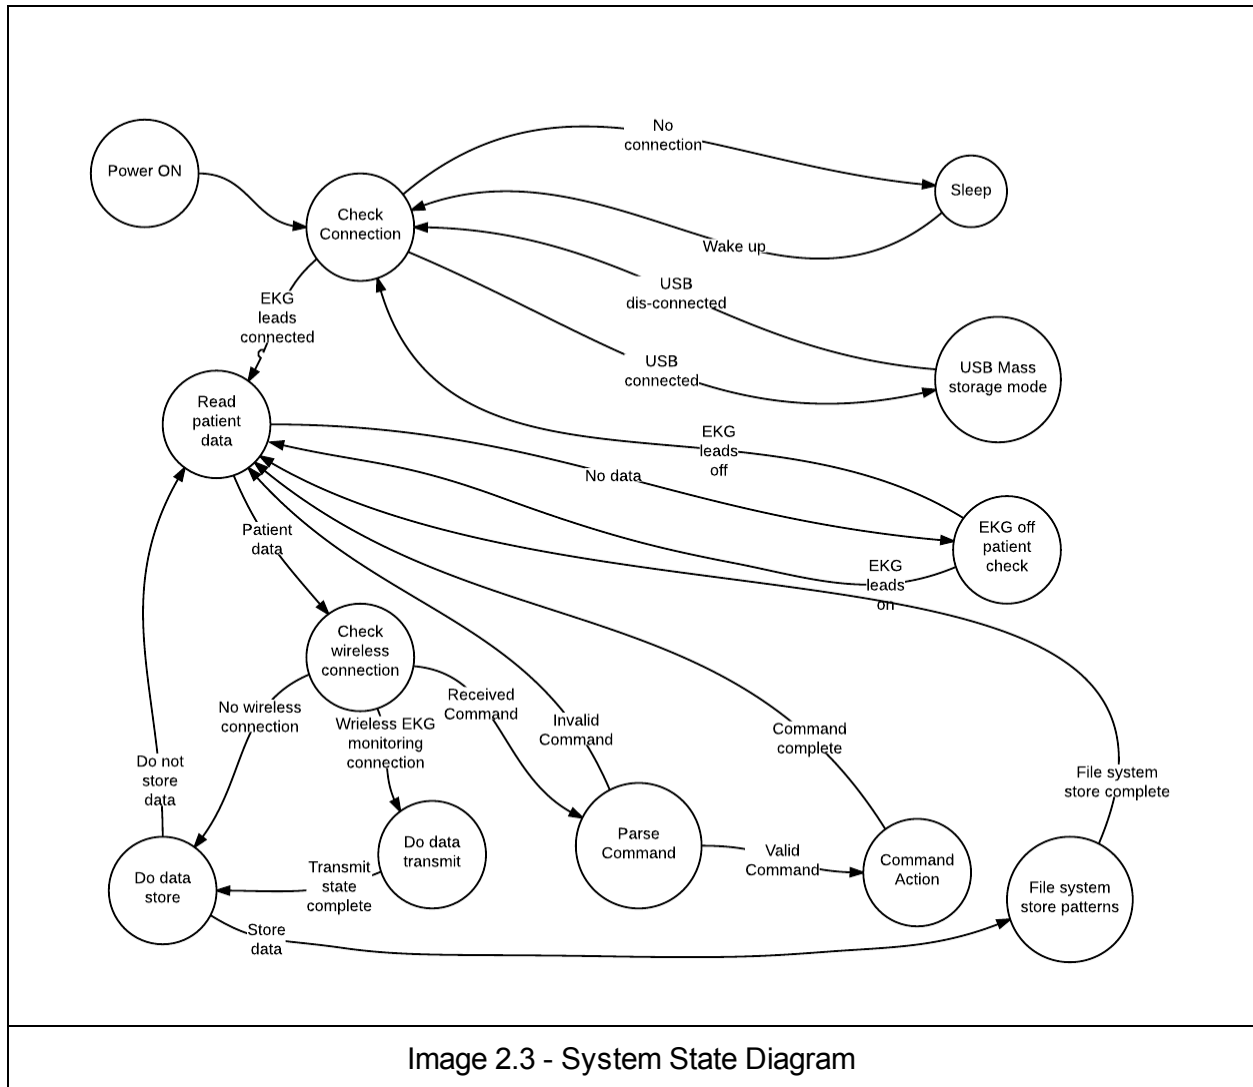 Power ON
No
connection
Sleep
Check
Connection
Wake up
USB
dis-connected
EKG
leads
connected
USB
connected
USB Mass
storage mode
Read
patient
data
EKG
leads
off
No data
EKG off
patient
check
Patient
data
EKG
leads
on
Check
wireless
connection
No wireless
connection
Wrieless EKG
monitoring
connection
Received
Command
Invalid
Command
Command
complete
Do not
store
data
File system
store complete
Do data
transmit
Parse
Command
Valid
Command
Command
Action
Do data
store
Transmit
state
complete
File system
store patterns
Store
data
Image 2.3 - System State Diagram